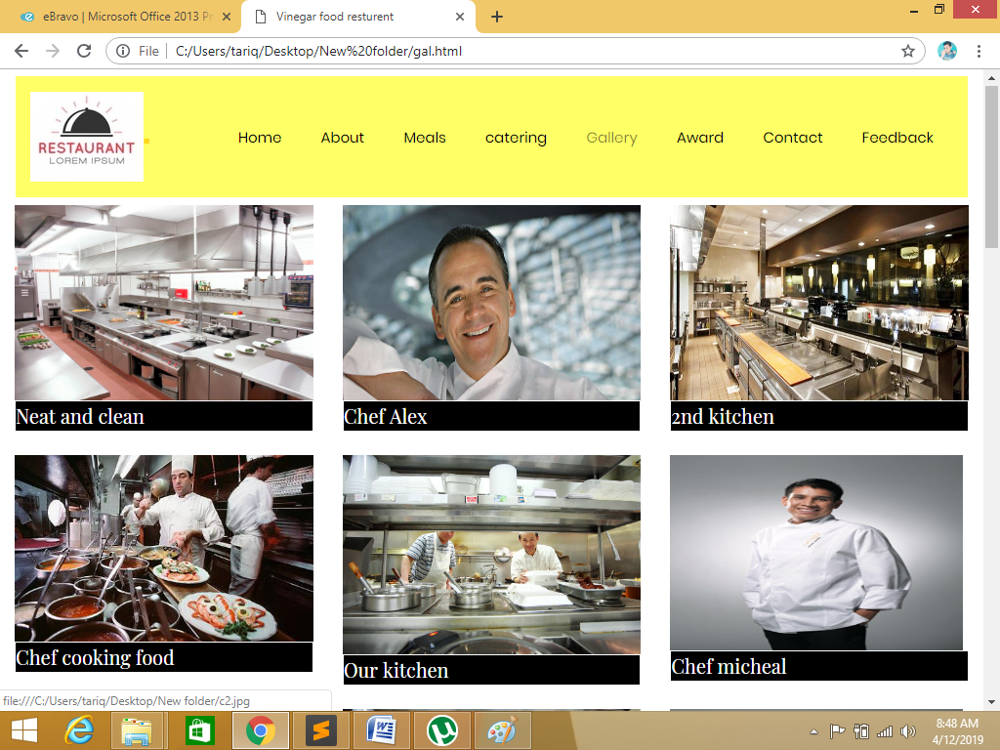 eBravo | Microsoft Office 2013 Pr
Vinegar food resturent
File
C:/Users/tariq/Desktop/New%20folder/gal.html
RESTAURANT
LOREM IPSUM
Home
About
Meals
catering
Gallery
Award
Contact
Feedback
Neat and clean
Chef Alex
2nd kitchen
Chef cooking food
Our kitchen
Chef micheal
file:///C:/Users/tariq/Desktop/New folder/c2.jpg
8:48 AM
4/12/2019